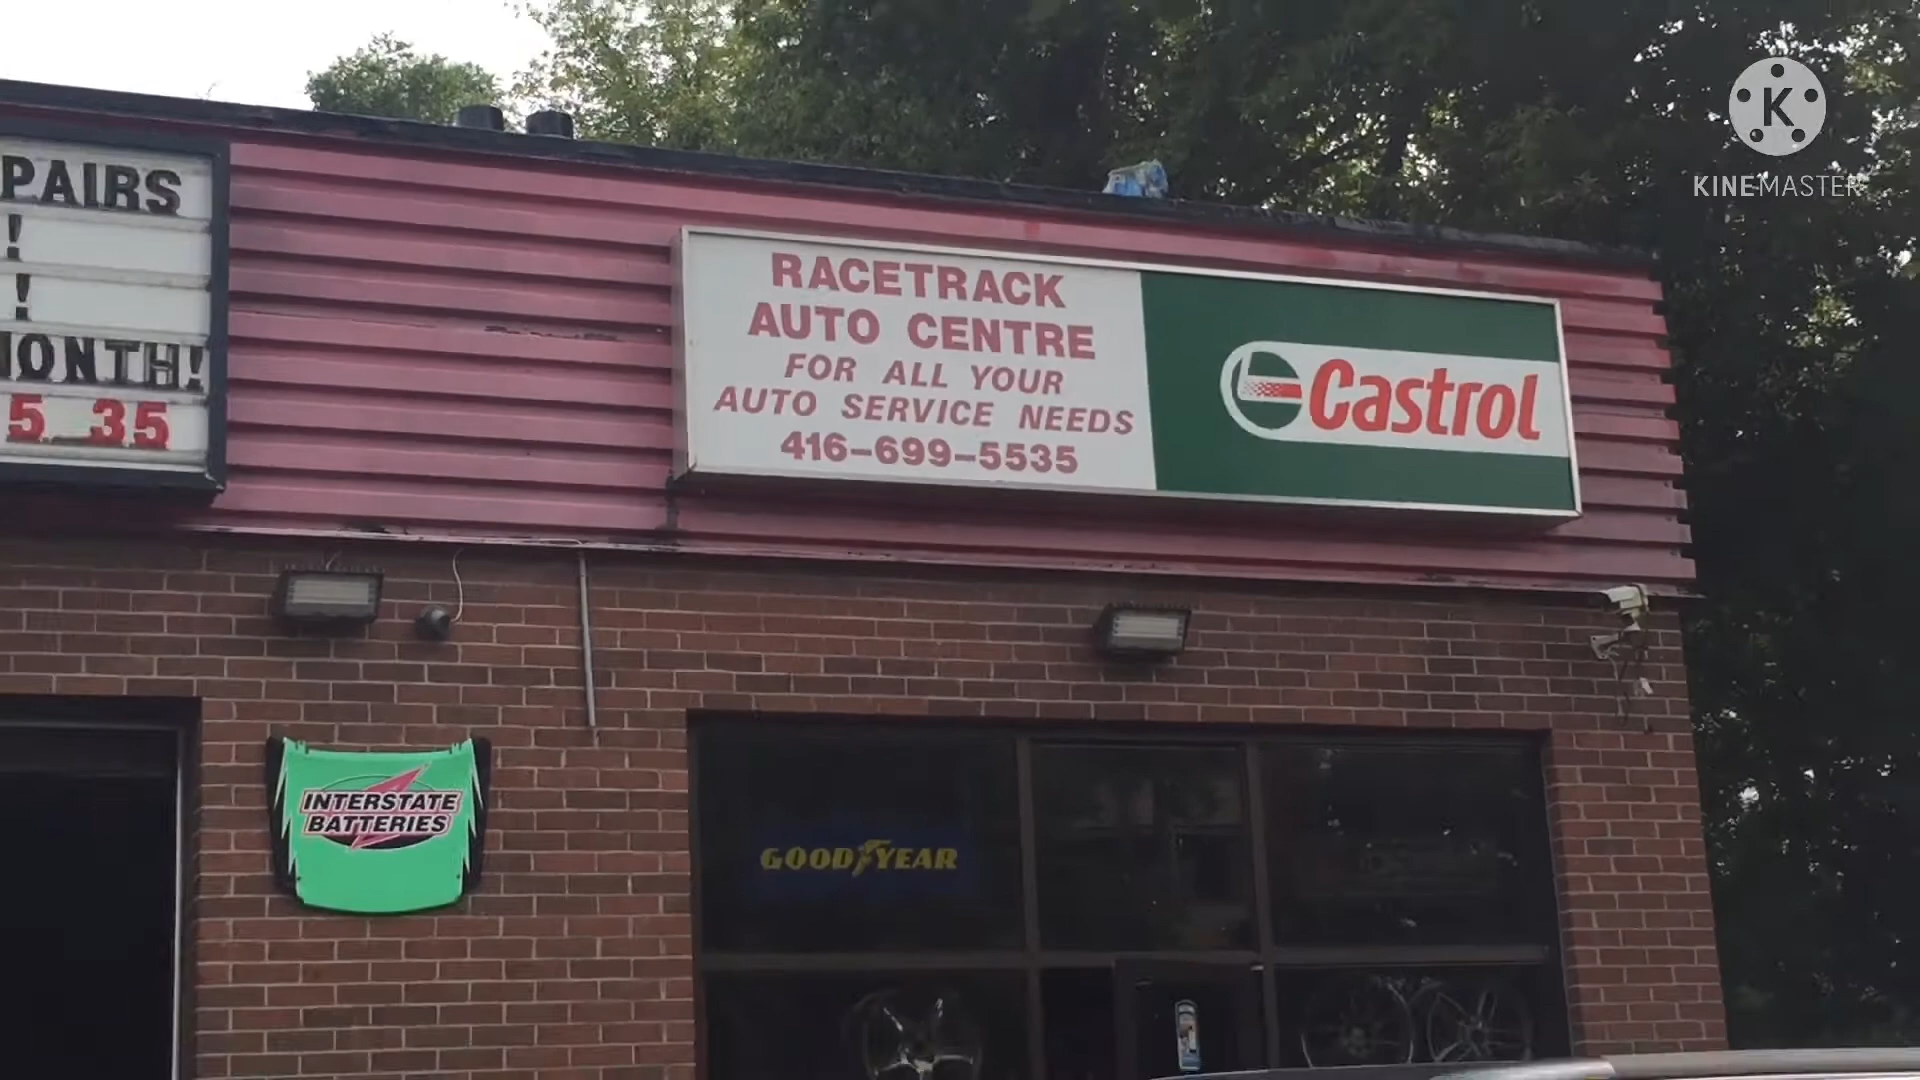 PAIRS
!
!
ONTH!
5 35
RACETRACK
AUTO CENTRE
FOR ALL YOUR
AUTO SERVICE NEEDS
416-699-5535
Castrol
INTERSTATE
BATTERIES
GOODYEAR
K
KINEMASTER